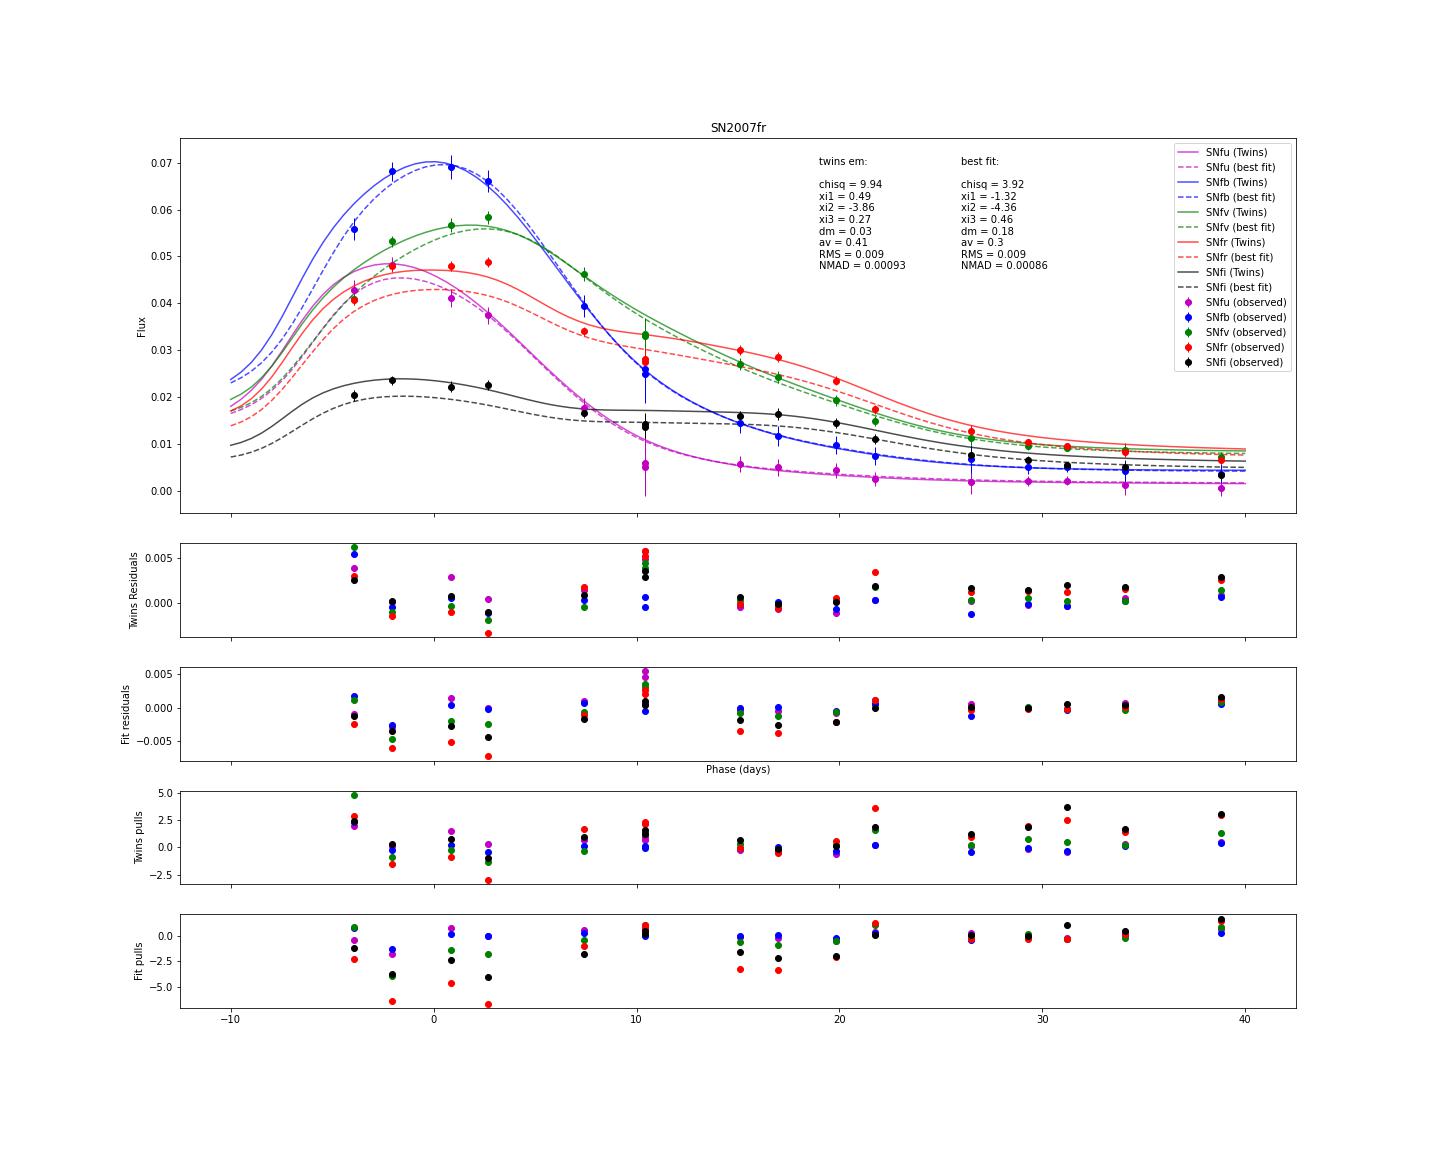 SN2007fr
Flux
0.07
0.06
0.05
0.04
0.03
0.02
0.01
0.00
twins em:
chisq = 9.94
xi1 = 0.49
xi2 = -3.86
xi3 = 0.27
dm = 0.03
av = 0.41
RMS = 0.009
NMAD = 0.00093
best fit:
chisq = 3.92
xi1 = -1.32
xi2 = -4.36
xi3 = 0.46
dm = 0.18
av = 0.3
RMS = 0.009
NMAD = 0.00086
SNfu (Twins)
SNfu (best fit)
SNfb (Twins)
SNfb (best fit)
SNfv (Twins)
SNfv (best fit)
SNfr (Twins)
SNfr (best fit)
SNfi (Twins)
SNfi (best fit)
SNfu (observed)
SNfb (observed)
SNfv (observed)
SNfr (observed)
SNfi (observed)
Twins Residuals
0.005
0.000
Fit residuals
0.005
0.000
−0.005
Phase (days)
Twins pulls
5.0
2.5
0.0
−2.5
Fit pulls
0.0
−2.5
−5.0
−10
0
10
20
30
40